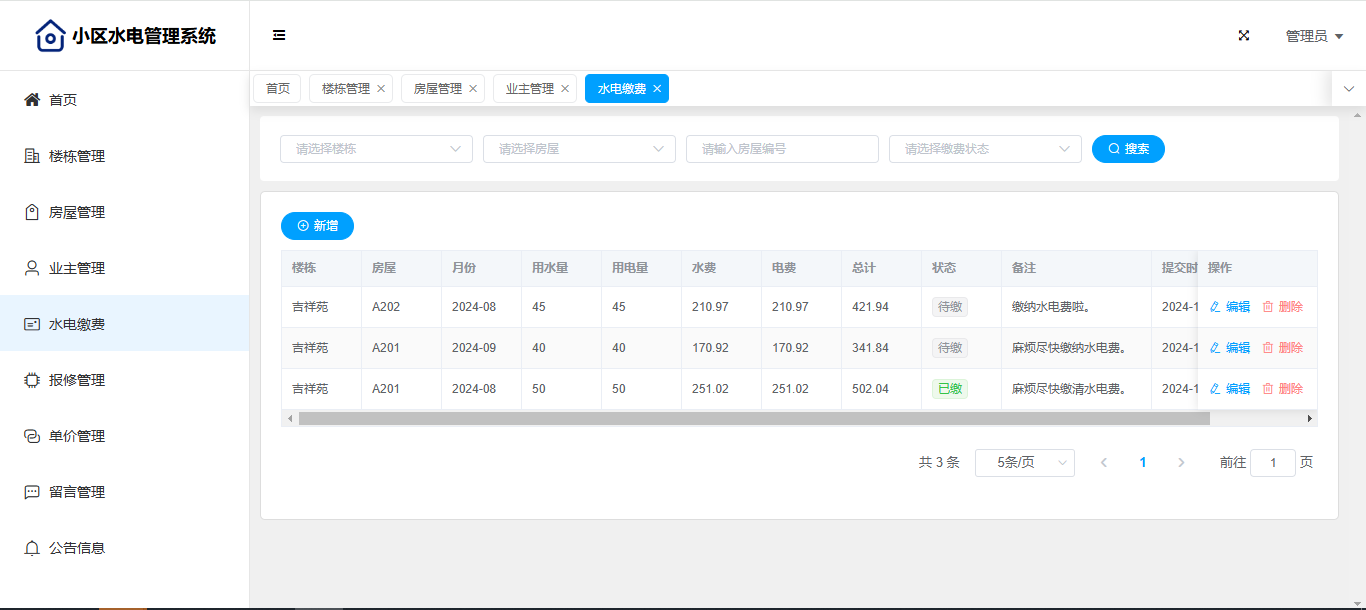 小区水电管理系统
管理员
首页
楼栋管理
房屋管理
业主管理
水电缴费
报修管理
单价管理
留言管理
公告信息
首页 楼栋管理 房屋管理 业主管理 水电缴费
请选择楼栋 请选择房屋 请输入房屋编号 请选择缴费状态 搜索
新增
楼栋 房屋 月份 用水量 用电量 水费 电费 总计 状态 备注 提交时 操作
吉祥苑 A202 2024-08 45 45 210.97 210.97 421.94 待缴 缴纳水电费啦。 2024-1 编辑 删除
吉祥苑 A201 2024-09 40 40 170.92 170.92 341.84 待缴 麻烦尽快缴纳水电费。 2024-1 编辑 删除
吉祥苑 A201 2024-08 50 50 251.02 251.02 502.04 已缴 麻烦尽快缴清水电费。 2024-1 编辑 删除
共 3 条 5条/页 1 前往 1 页